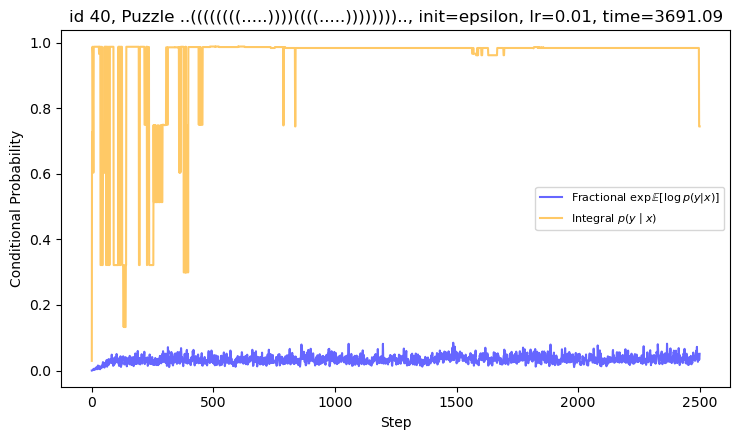 id 40, Puzzle ..((((((((.....))))((((.....)))))))).., init=epsilon, lr=0.01, time=3691.09
1.0
0.8
0.6
0.4
0.2
0.0
Conditional Probability
Fractional exp𝔼[log p(y|x)]
Integral p(y | x)
0
500
1000
1500
2000
2500
Step